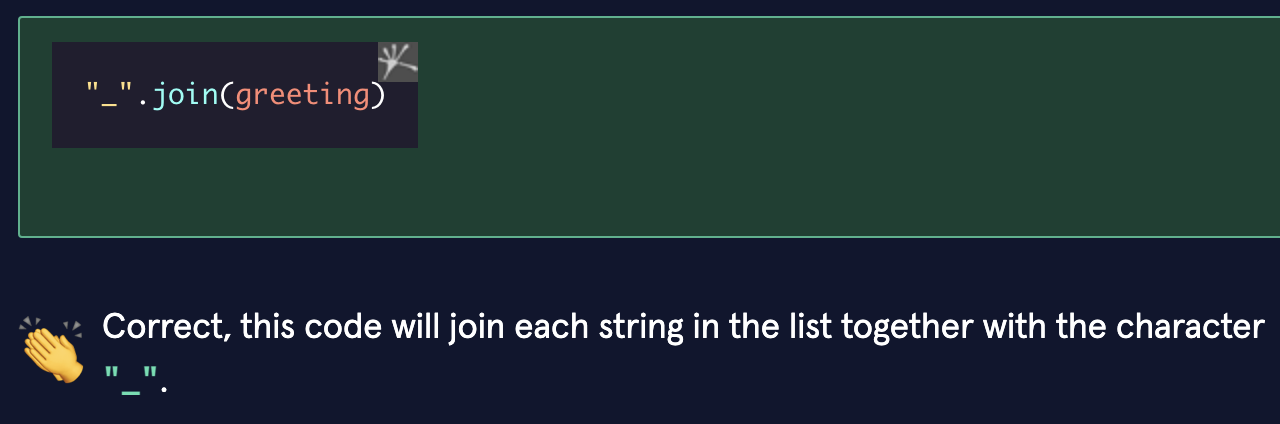 "_".join(greeting)
Correct, this code will join each string in the list together with the character
"_".